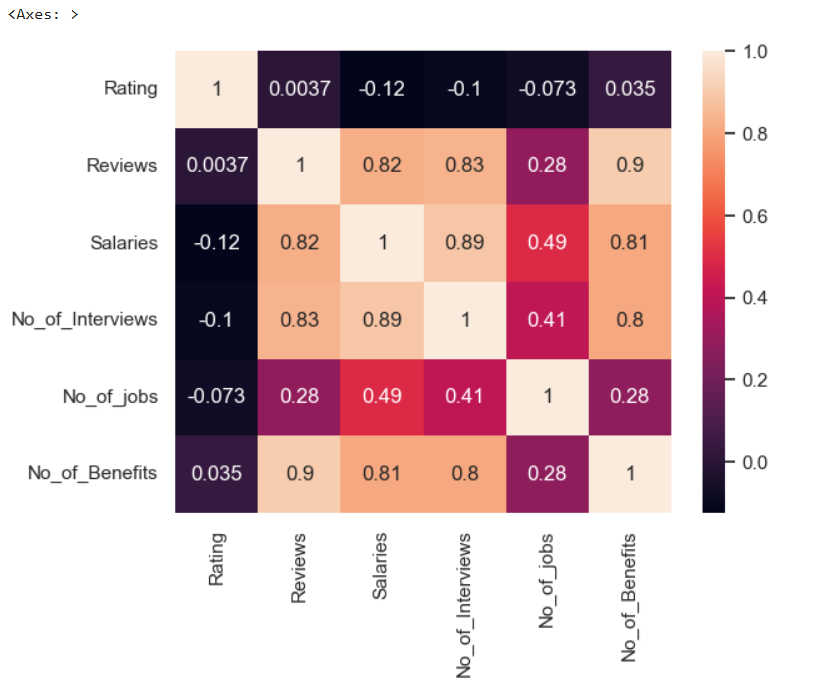 <Axes: >
Rating 1 0.0037 -0.12 -0.1 -0.073 0.035
Reviews 0.0037 1 0.82 0.83 0.28 0.9
Salaries -0.12 0.82 1 0.89 0.49 0.81
No_of_Interviews -0.1 0.83 0.89 1 0.41 0.8
No_of_jobs -0.073 0.28 0.49 0.41 1 0.28
No_of_Benefits 0.035 0.9 0.81 0.8 0.28 1
Rating
Reviews
Salaries
No_of_Interviews
No_of_jobs
No_of_Benefits
1.0
0.8
0.6
0.4
0.2
0.0